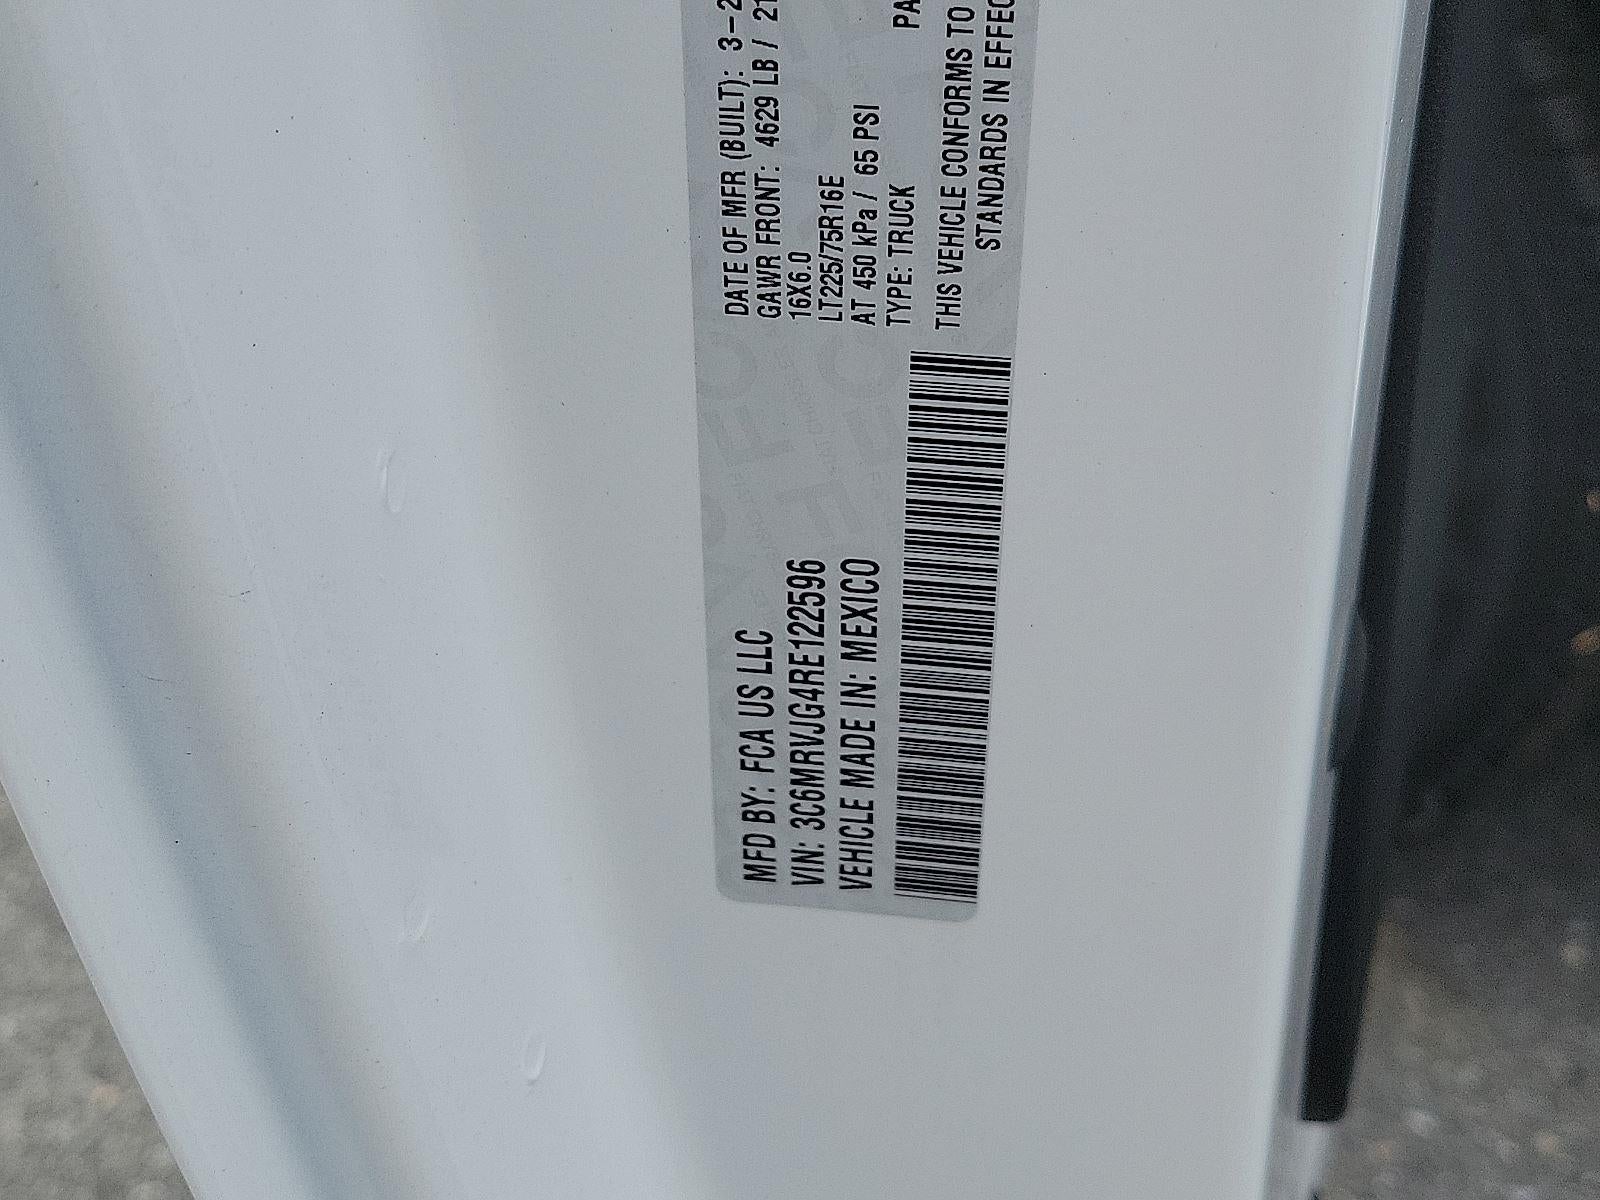 MFD BY: FCA US LLC
VIN: 3C6MRVJG4RE122596
VEHICLE MADE IN: MEXICO
DATE OF MFR (BUILT): 3-2
GAWR FRONT: 4629 LB / 21
16X6.0
LT225/75R16E
AT 450 kPa / 65 PSI
TYPE: TRUCK PA
THIS VEHICLE CONFORMS TO
STANDARDS IN EFFEC